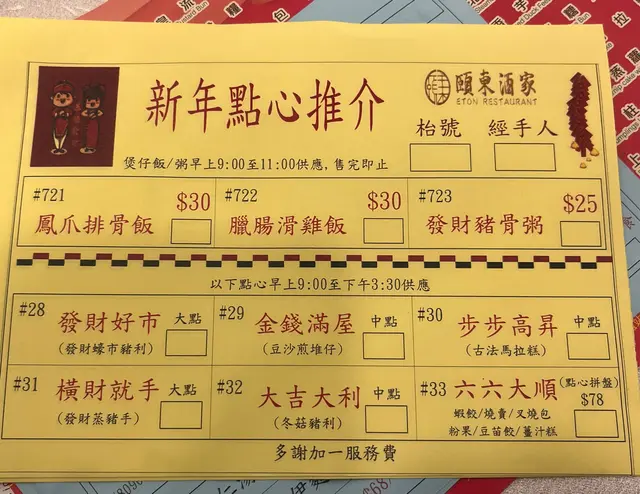 新年點心推介
頤東酒家
ETON RESTAURANT
枱號 經手人
煲仔飯/粥早上9:00至11:00供應, 售完即止
#721 $30
鳳爪排骨飯
#722 $30
臘腸滑雞飯
#723 $25
發財豬骨粥
以下點心早上9:00至下午3:30供應
#28 發財好市 大點
(發財蠔市豬利)
#29 金錢滿屋 中點
(豆沙煎堆仔)
#30 步步高昇 中點
(古法馬拉糕)
#31 橫財就手 大點
(發財蒸豬手)
#32 大吉大利 中點
(冬菇豬利)
#33 六六大順 (點心拼盤)
$78
蝦餃/燒賣/叉燒包
粉果/豆苗餃/薑汁糕
多謝加一服務費